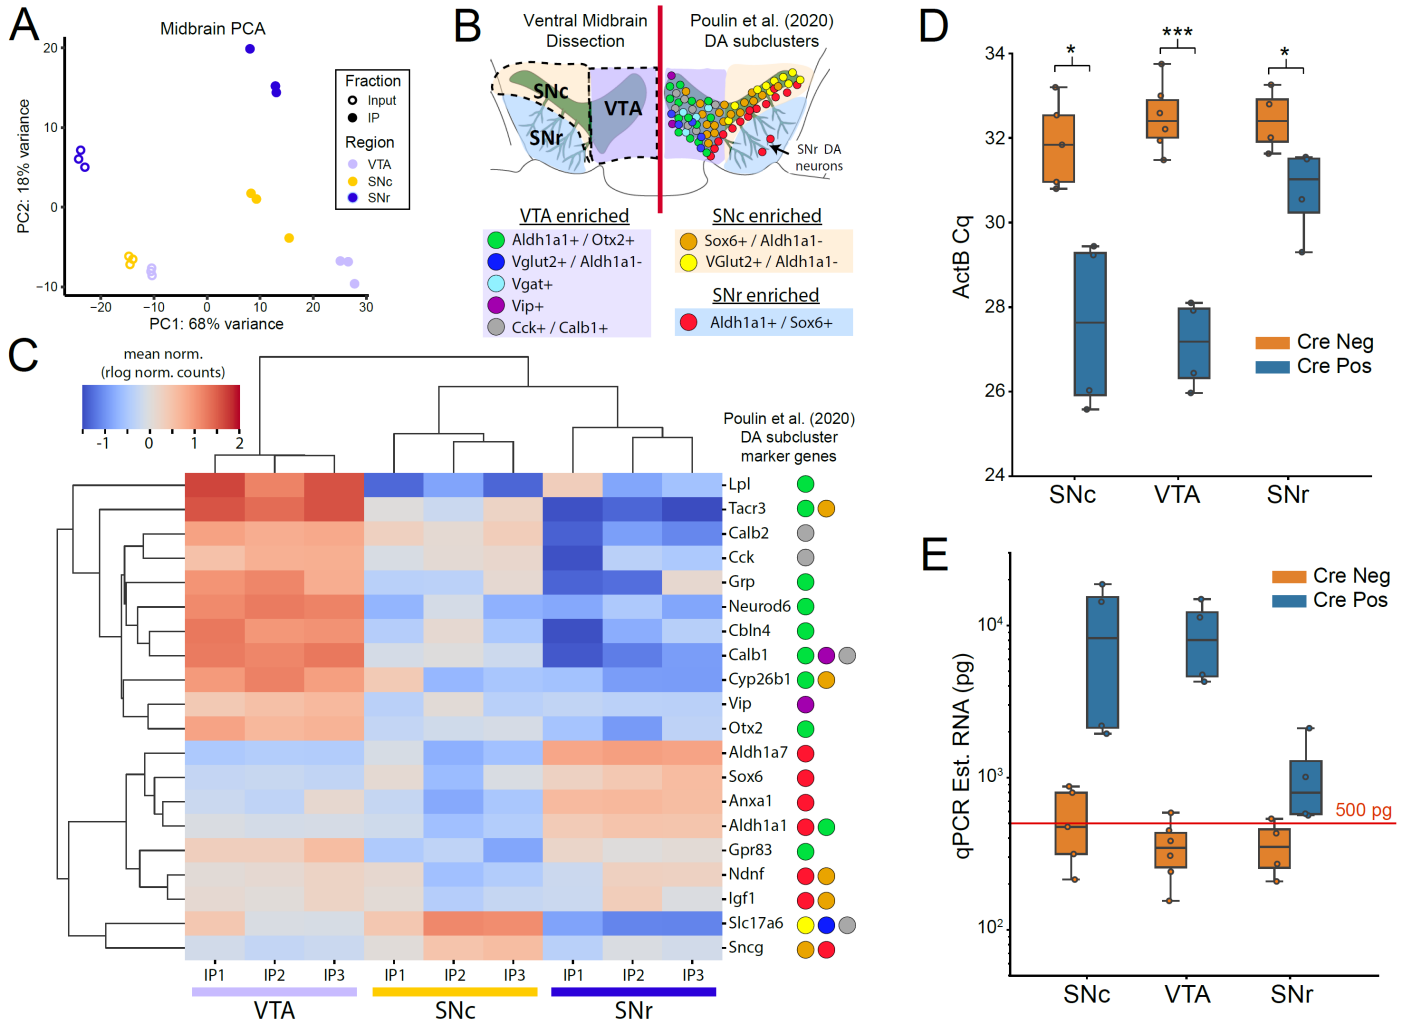 A
Midbrain PCA
20
10
0
−10
−20
−10
0
10
20
30
PC2: 18% variance
PC1: 68% variance
Fraction
Input
IP
Region
VTA
SNc
SNr
B
Ventral Midbrain
Dissection
Poulin et al. (2020)
DA subclusters
SNc
VTA
SNr
SNr DA
neurons
VTA enriched
Aldh1a1+ / Otx2+
Vglut2+ / Aldh1a1-
Vgat+
Vip+
Cck+ / Calb1+
SNc enriched
Sox6+ / Aldh1a1-
VGlut2+ / Aldh1a1-
SNr enriched
Aldh1a1+ / Sox6+
C
mean norm.
(rlog norm. counts)
-1
0
1
2
Poulin et al. (2020)
DA subcluster
marker genes
Lpl
Tacr3
Calb2
Cck
Grp
Neurod6
Cbln4
Calb1
Cyp26b1
Vip
Otx2
Aldh1a7
Sox6
Anxa1
Aldh1a1
Gpr83
Ndnf
Igf1
Slc17a6
Sncg
IP1 IP2 IP3 IP1 IP2 IP3 IP1 IP2 IP3
VTA SNc SNr
D
34
32
30
28
26
24
ActB Cq
*
***
*
Cre Neg
Cre Pos
SNc VTA SNr
E
10⁴
10³
10²
qPCR Est. RNA (pg)
Cre Neg
Cre Pos
500 pg
SNc VTA SNr